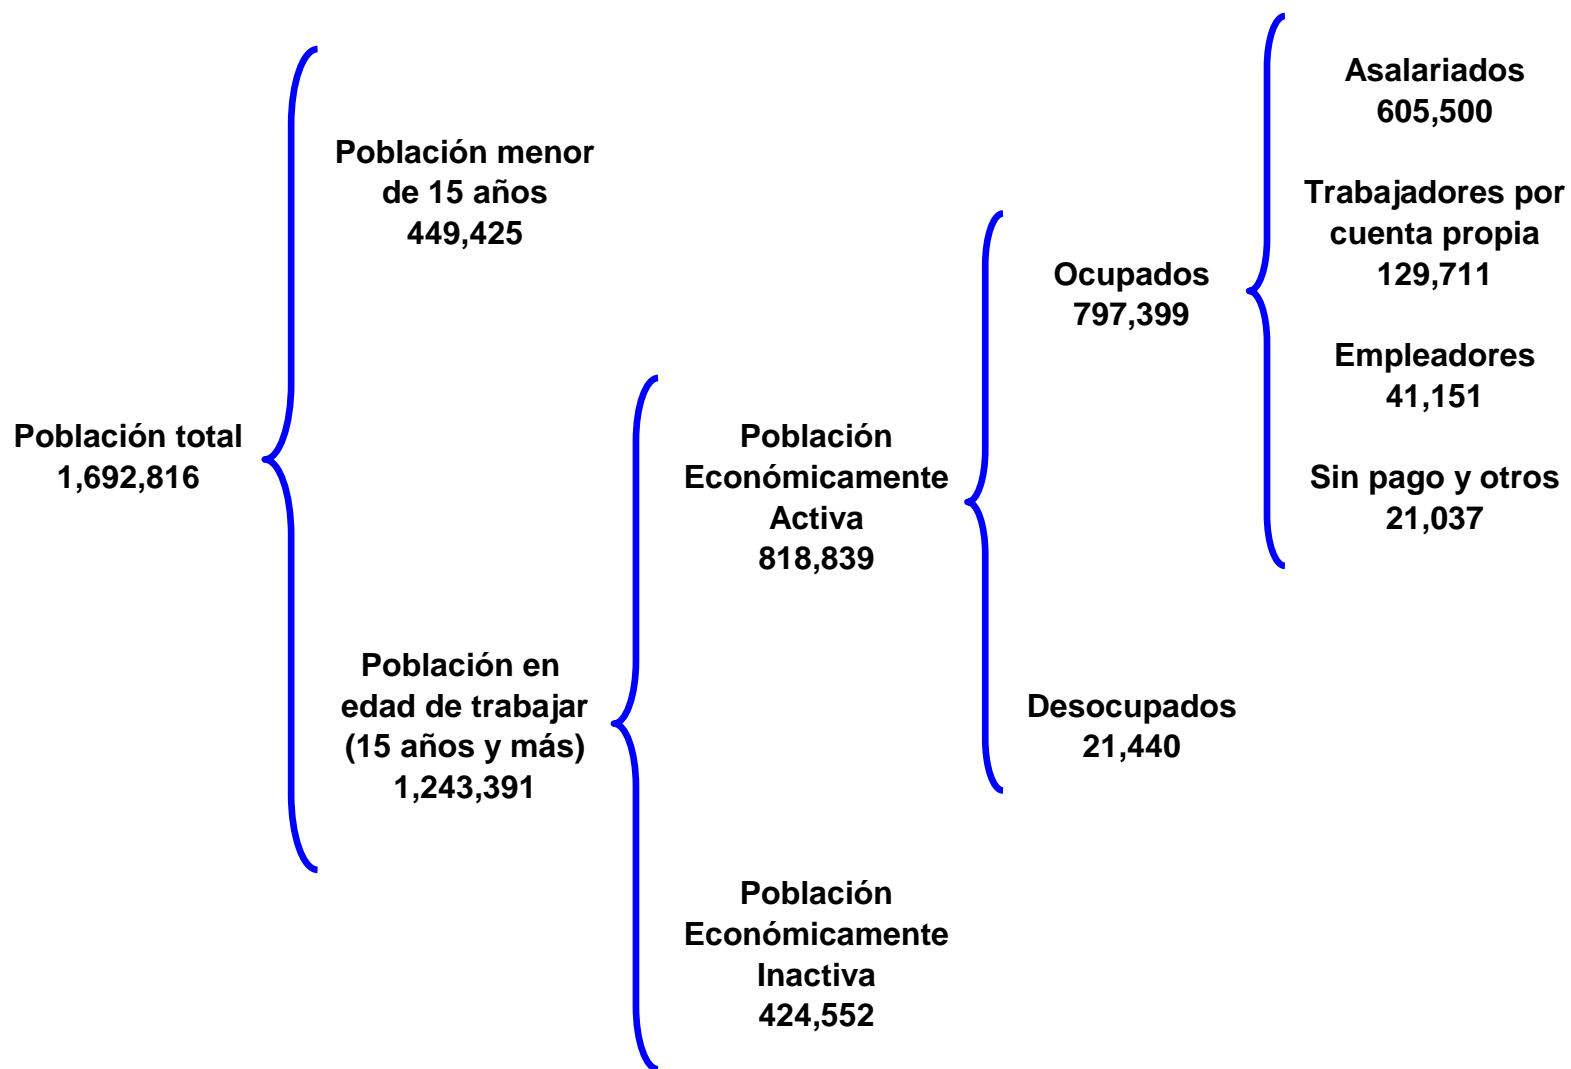 Población total
1,692,816
Población menor
de 15 años
449,425
Población en
edad de trabajar
(15 años y más)
1,243,391
Población
Económicamente
Activa
818,839
Población
Económicamente
Inactiva
424,552
Ocupados
797,399
Desocupados
21,440
Asalariados
605,500
Trabajadores por
cuenta propia
129,711
Empleadores
41,151
Sin pago y otros
21,037